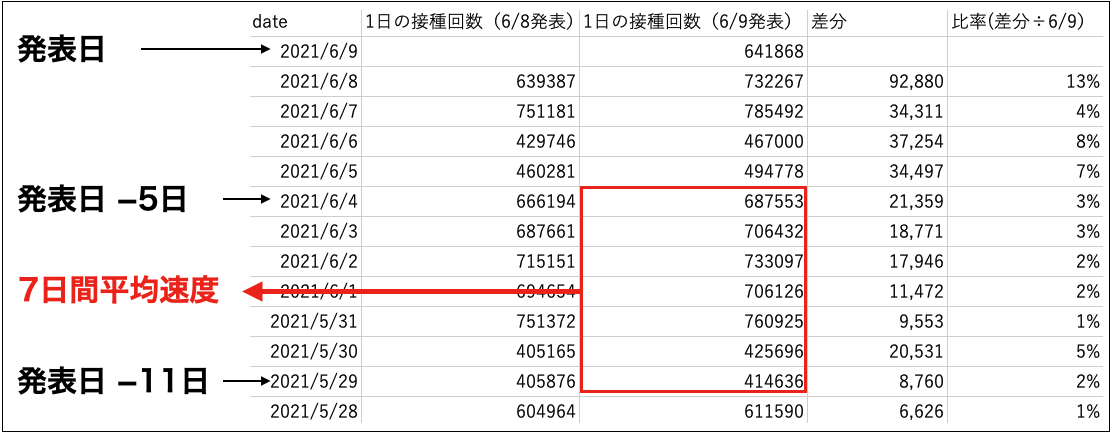 date 1日の接種回数（6/8発表） 1日の接種回数（6/9発表） 差分 比率(差分÷6/9）
発表日 2021/6/9 641868
2021/6/8 639387 732267 92,880 13%
2021/6/7 751181 785492 34,311 4%
2021/6/6 429746 467000 37,254 8%
2021/6/5 460281 494778 34,497 7%
発表日 −5日 2021/6/4 666194 687553 21,359 3%
2021/6/3 687661 706432 18,771 3%
2021/6/2 715151 733097 17,946 2%
7日間平均速度 2021/6/1 694654 706126 11,472 2%
2021/5/31 751372 760925 9,553 1%
2021/5/30 405165 425696 20,531 5%
発表日 −11日 2021/5/29 405876 414636 8,760 2%
2021/5/28 604964 611590 6,626 1%